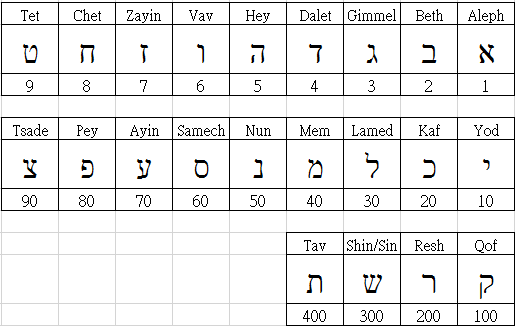 Tet Chet Zayin Vav Hey Dalet Gimmel Beth Aleph
ט ח ז ו ה ד ג ב א
9 8 7 6 5 4 3 2 1
Tsade Pey Ayin Samech Nun Mem Lamed Kaf Yod
צ פ ע ס נ מ ל כ י
90 80 70 60 50 40 30 20 10
Tav Shin/Sin Resh Qof
ת ש ר ק
400 300 200 100